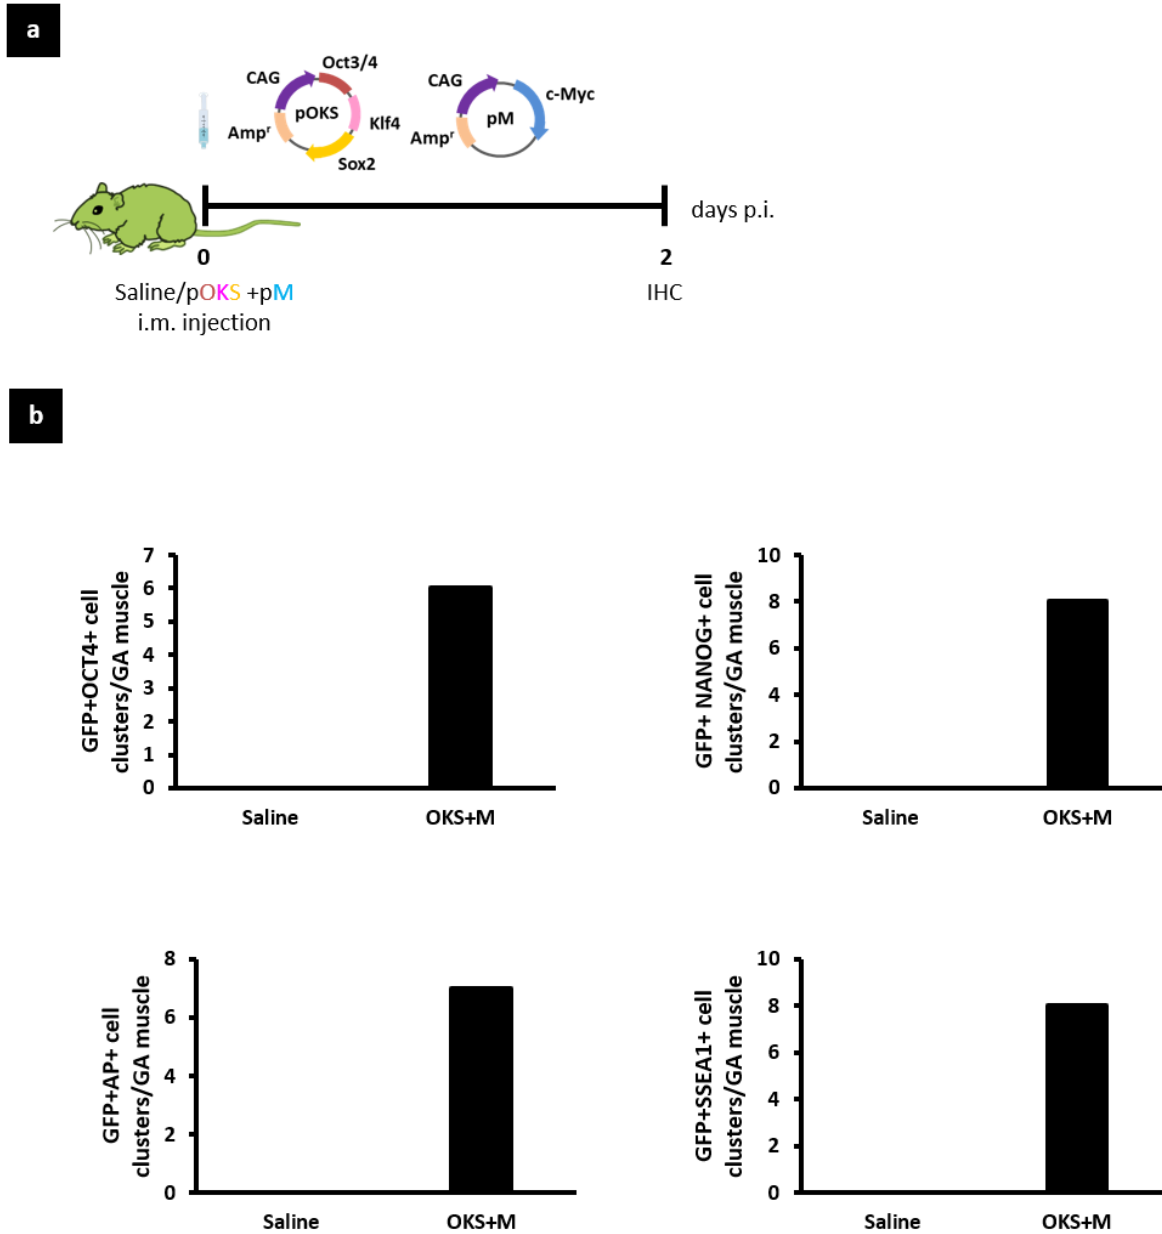 a
Oct3/4
CAG
pOKS
Ampʳ
Klf4
Sox2
CAG
c-Myc
pM
Ampʳ
days p.i.
0
2
Saline/pOKS +pM
i.m. injection
IHC
b
GFP+OCT4+ cell
clusters/GA muscle
7
6
5
4
3
2
1
0
Saline
OKS+M
GFP+ NANOG+ cell
clusters/GA muscle
10
8
6
4
2
0
Saline
OKS+M
GFP+AP+ cell
clusters/GA muscle
8
6
4
2
0
Saline
OKS+M
GFP+SSEA1+ cell
clusters/GA muscle
10
8
6
4
2
0
Saline
OKS+M